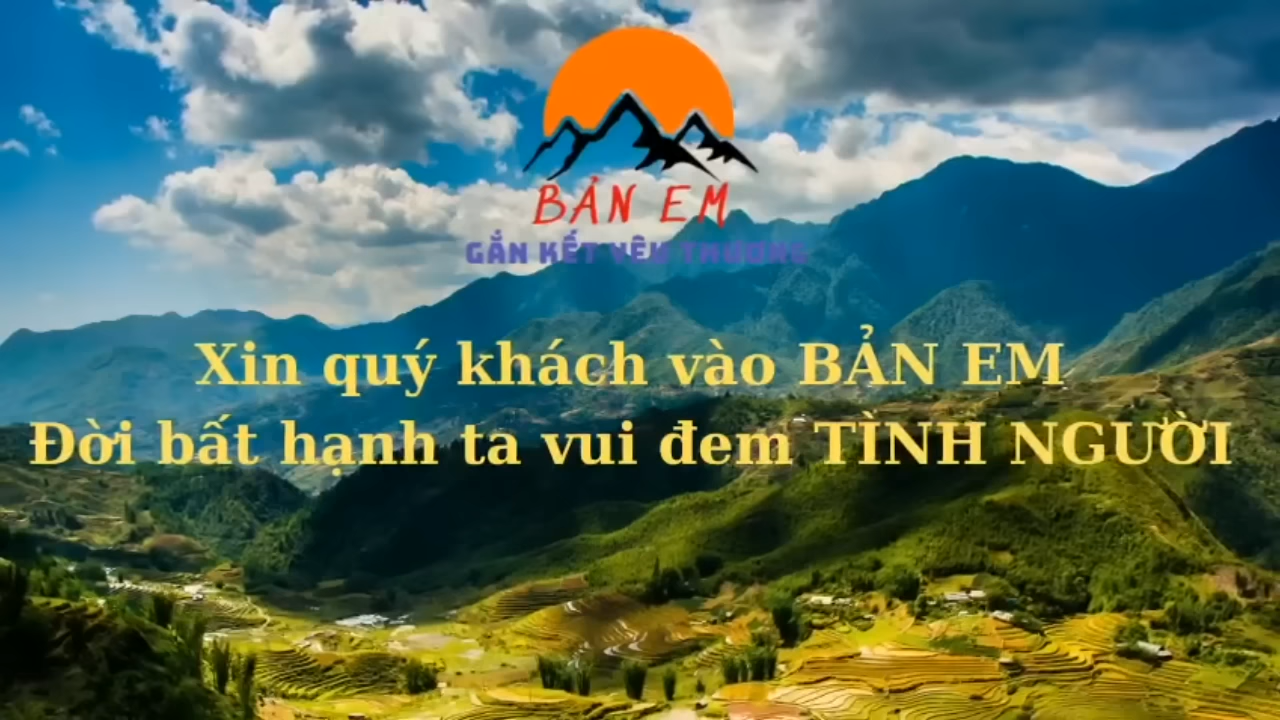 BẢN EM
GẮN KẾT YÊU THƯƠNG
Xin quý khách vào BẢN EM
Đời bất hạnh ta vui đem TÌNH NGƯỜI